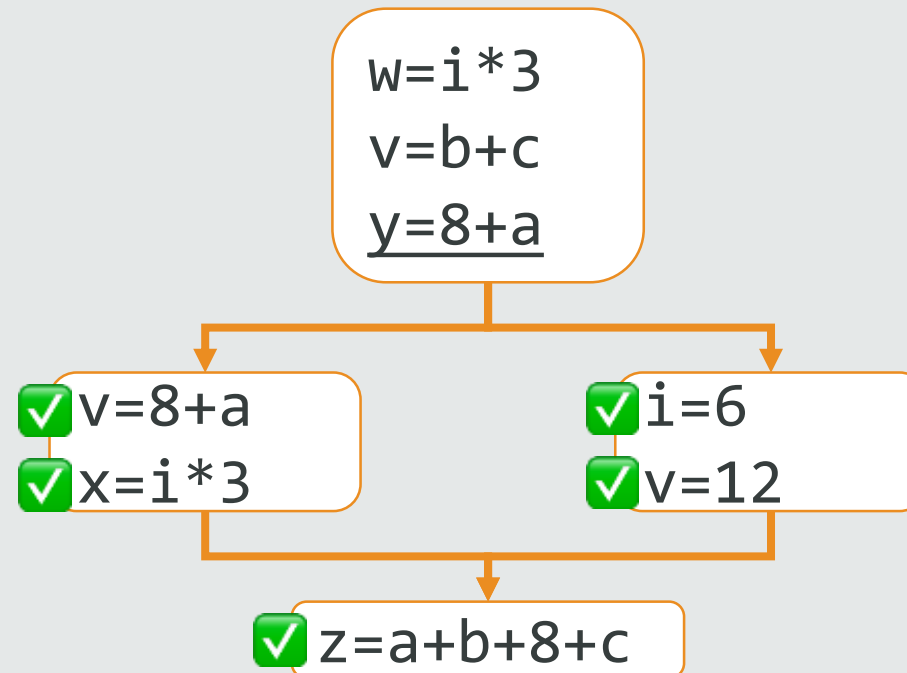 w=i*3
v=b+c
y=8+a
✅v=8+a
✅x=i*3
✅i=6
✅v=12
✅z=a+b+8+c